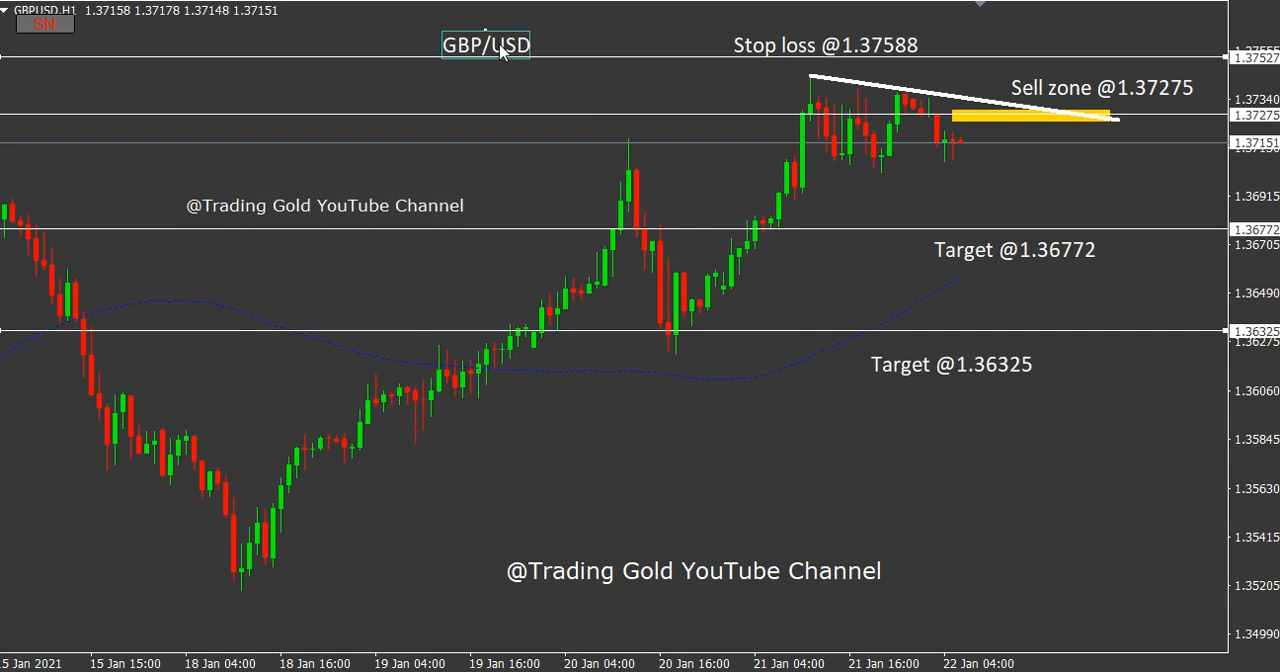 GBPUSD,H1 1.37158 1.37178 1.37148 1.37151
SN
GBP/USD
Stop loss @1.37588
1.37527
Sell zone @1.37275
1.37340
1.37275
1.37151
@Trading Gold YouTube Channel
1.36915
1.36772
1.36705
Target @1.36772
1.36490
1.36325
1.36275
Target @1.36325
1.36060
1.35845
1.35630
1.35415
@Trading Gold YouTube Channel
1.35205
1.34990
5 Jan 2021 15 Jan 15:00 18 Jan 04:00 18 Jan 16:00 19 Jan 04:00 19 Jan 16:00 20 Jan 04:00 20 Jan 16:00 21 Jan 04:00 21 Jan 16:00 22 Jan 04:00